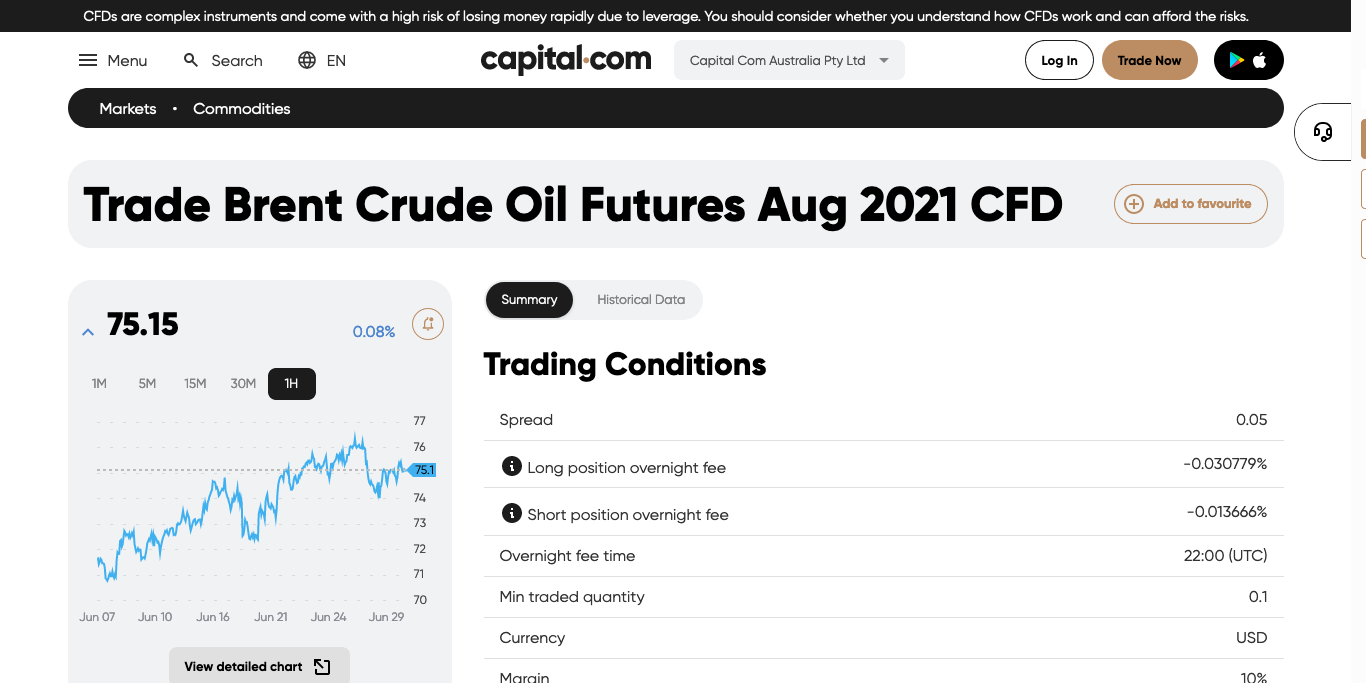 CFDs are complex instruments and come with a high risk of losing money rapidly due to leverage. You should consider whether you understand how CFDs work and can afford the risks.
Menu
Search
EN
capital.com
Capital Com Australia Pty Ltd
Log In
Trade Now
Markets • Commodities
Trade Brent Crude Oil Futures Aug 2021 CFD
Add to favourite
75.15
0.08%
1M 5M 15M 30M 1H
77
76
75.1
74
73
72
71
70
Jun 07 Jun 10 Jun 16 Jun 21 Jun 24 Jun 29
View detailed chart
Summary
Historical Data
Trading Conditions
Spread 0.05
Long position overnight fee -0.030779%
Short position overnight fee -0.013666%
Overnight fee time 22:00 (UTC)
Min traded quantity 0.1
Currency USD
Margin 10%